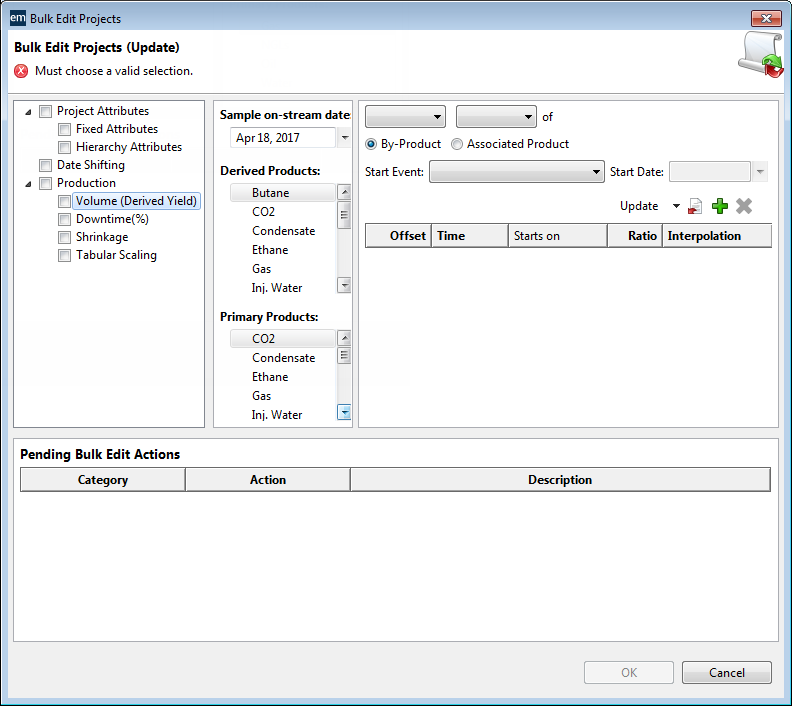 em Bulk Edit Projects
Bulk Edit Projects (Update)
Must choose a valid selection.
Project Attributes
Fixed Attributes
Hierarchy Attributes
Date Shifting
Production
Volume (Derived Yield)
Downtime(%)
Shrinkage
Tabular Scaling
Sample on-stream date:
Apr 18, 2017
Derived Products:
Butane
CO2
Condensate
Ethane
Gas
Inj. Water
Primary Products:
CO2
Condensate
Ethane
Gas
Inj. Water
of
By-Product Associated Product
Start Event: Start Date:
Update
Offset Time Starts on Ratio Interpolation
Pending Bulk Edit Actions
Category Action Description
OK Cancel